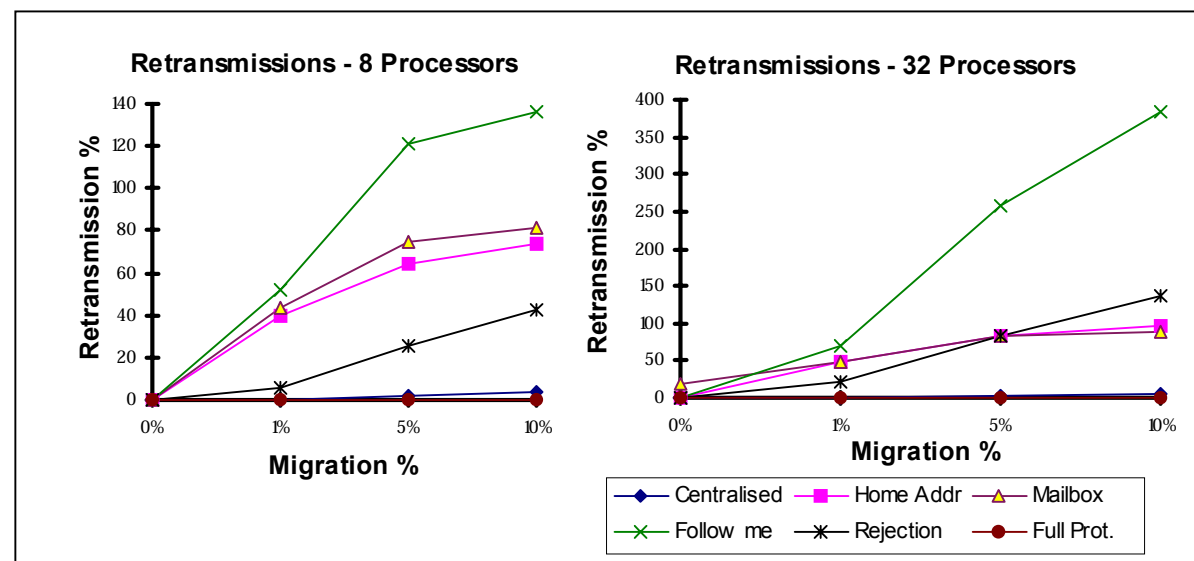 Retransmissions - 8 Processors
Retransmission %
140
120
100
80
60
40
20
0
0%
1%
5%
10%
Migration %
Retransmissions - 32 Processors
Retransmission %
400
350
300
250
200
150
100
50
0
0%
1%
5%
10%
Migration %
Centralised
Home Addr
Mailbox
Follow me
Rejection
Full Prot.